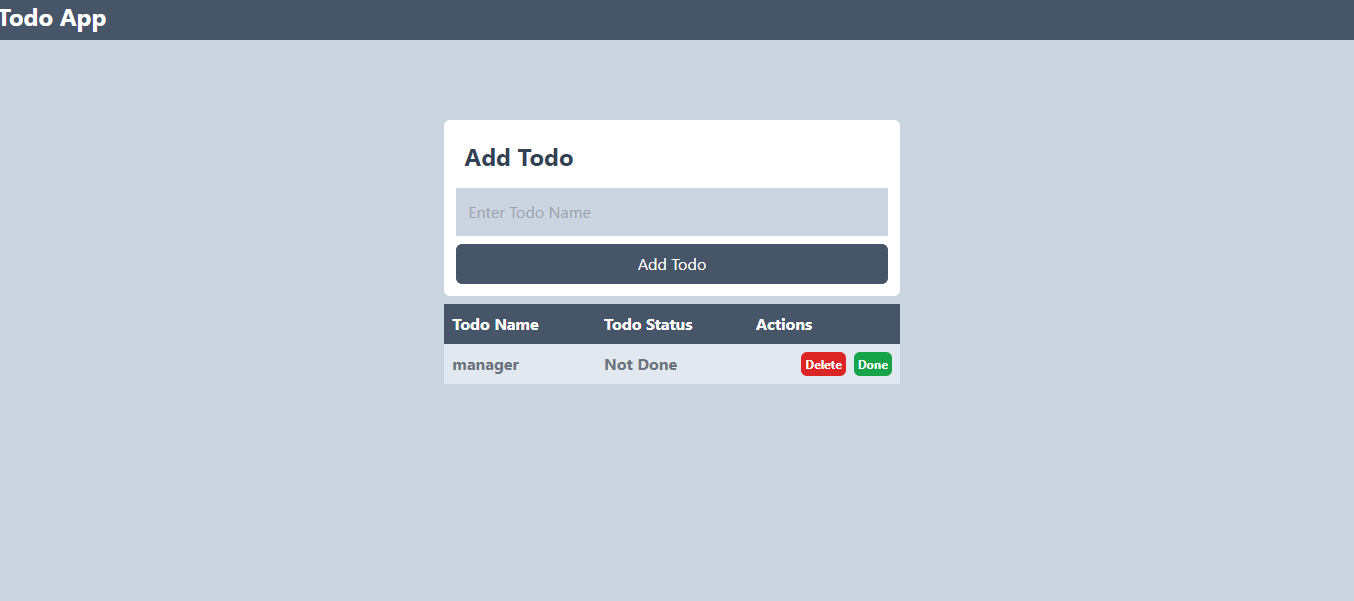 Todo App
Add Todo
Enter Todo Name
Add Todo
Todo Name Todo Status Actions
manager Not Done Delete Done